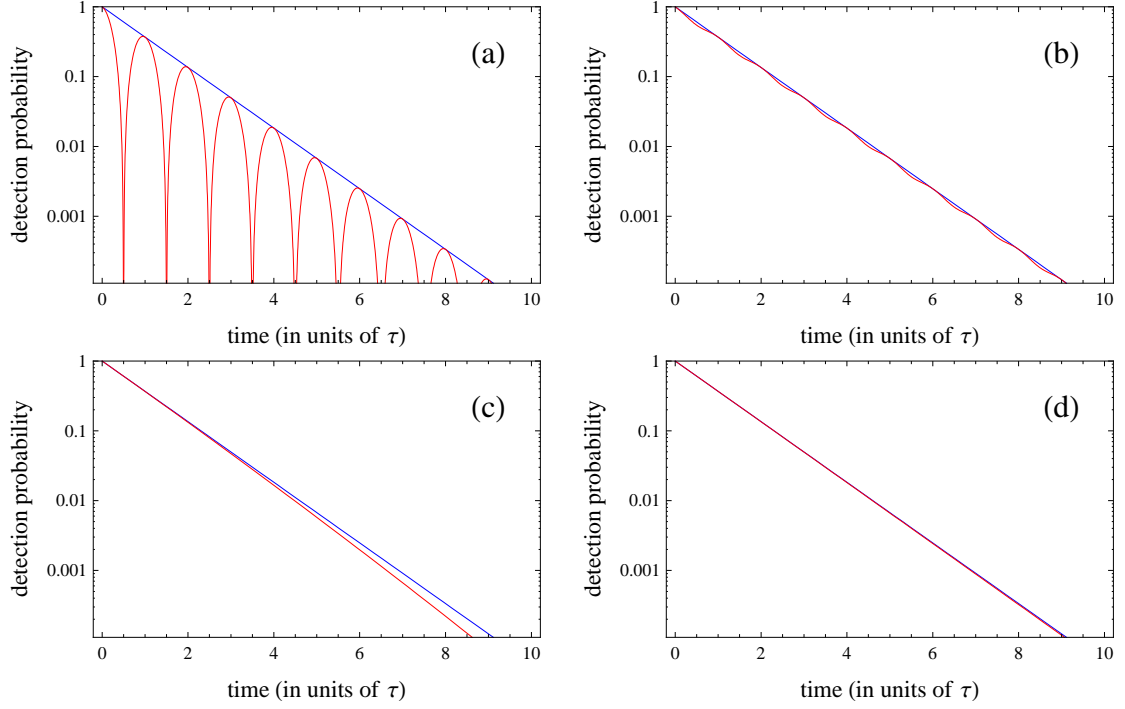 1
0.1
0.01
0.001
detection probability
(a)
0 2 4 6 8 10
time (in units of τ)
1
0.1
0.01
0.001
detection probability
(b)
0 2 4 6 8 10
time (in units of τ)
1
0.1
0.01
0.001
detection probability
(c)
0 2 4 6 8 10
time (in units of τ)
1
0.1
0.01
0.001
detection probability
(d)
0 2 4 6 8 10
time (in units of τ)